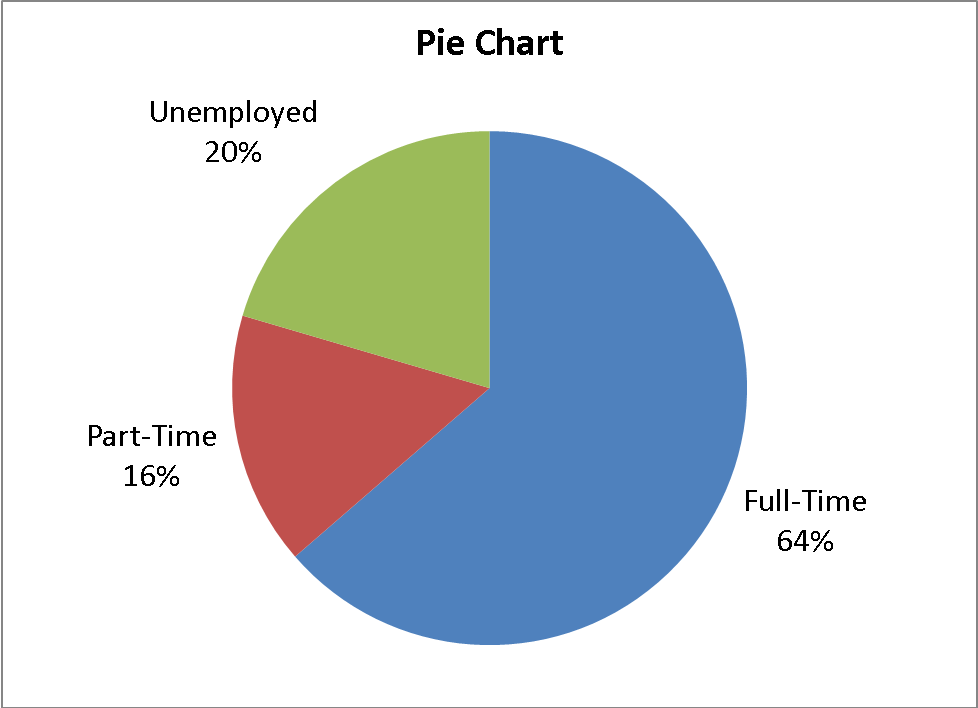 Pie Chart
Unemployed
20%
Part-Time
16%
Full-Time
64%